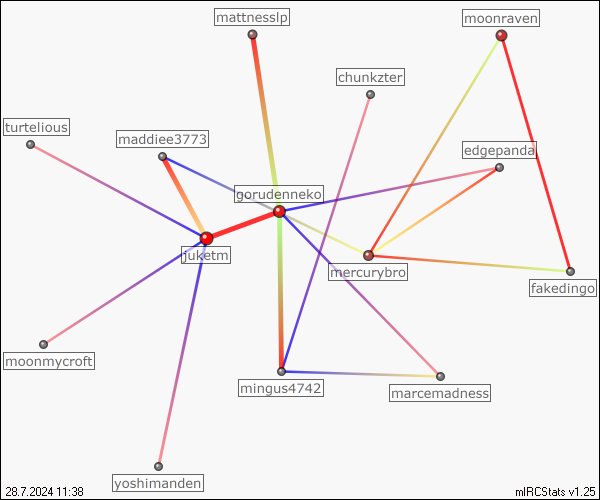 mattnesslp
moonraven
chunkzter
turtelious
maddiee3773
edgepanda
gorudenneko
juketm
mercurybro
fakedingo
moonmycroft
mingus4742
marcemadness
yoshimanden
28.7.2024 11:38
mIRCStats v1.25